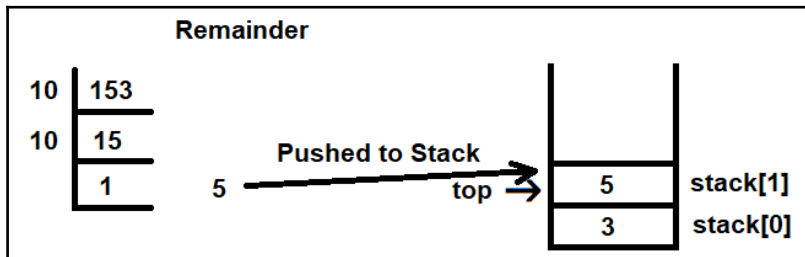 Remainder
10 153
10 15
Pushed to Stack
1 5 top → 5 stack[1]
3 stack[0]